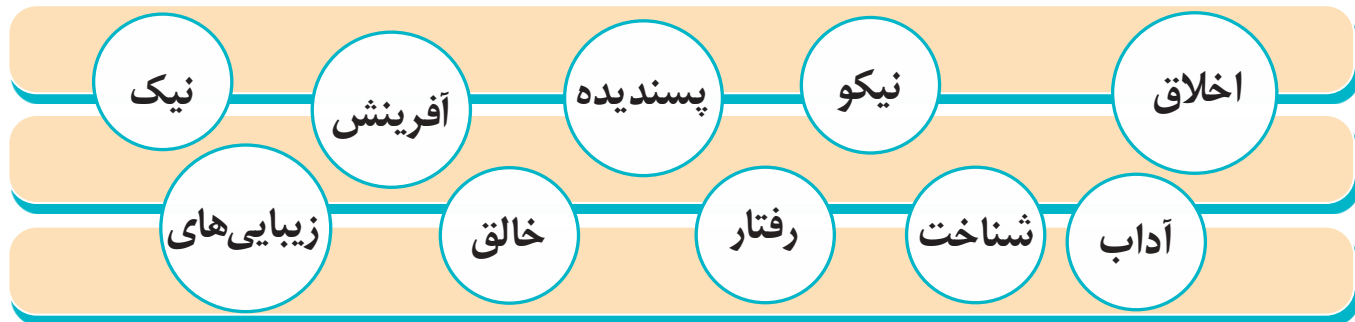 اخلاق نیکو پسندیده آفرینش نیک
آداب شناخت رفتار خالق زیبایی‌های